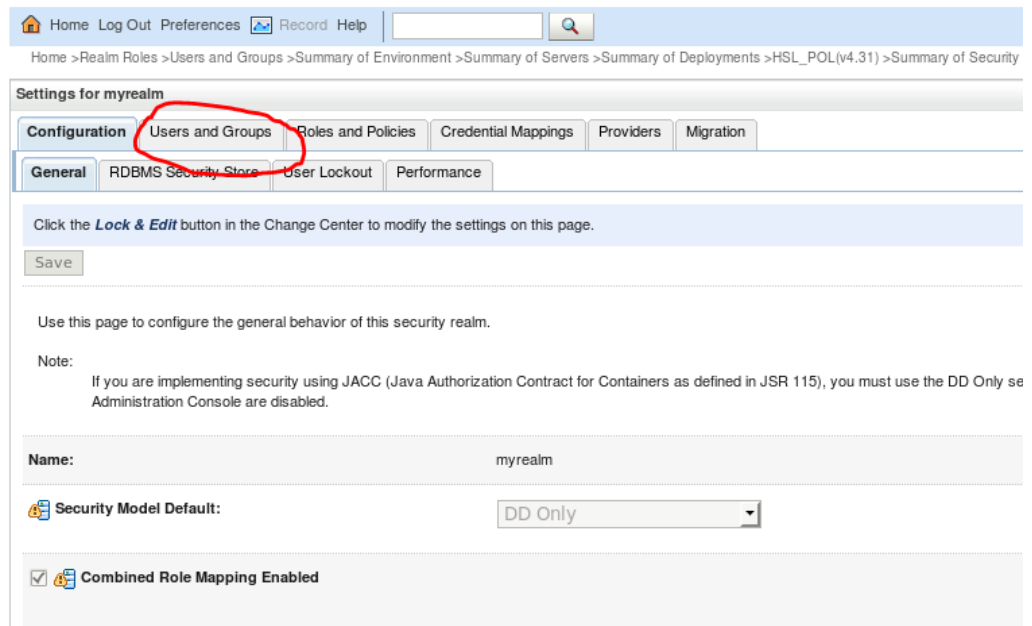 Home Log Out Preferences Record Help
Home >Realm Roles >Users and Groups >Summary of Environment >Summary of Servers >Summary of Deployments >HSL_POL(v4.31) >Summary of Security
Settings for myrealm
Configuration Users and Groups Roles and Policies Credential Mappings Providers Migration
General RDBMS Security Store User Lockout Performance
Click the Lock & Edit button in the Change Center to modify the settings on this page.
Save
Use this page to configure the general behavior of this security realm.
Note:
If you are implementing security using JACC (Java Authorization Contract for Containers as defined in JSR 115), you must use the DD Only se
Administration Console are disabled.
Name: myrealm
Security Model Default: DD Only
Combined Role Mapping Enabled